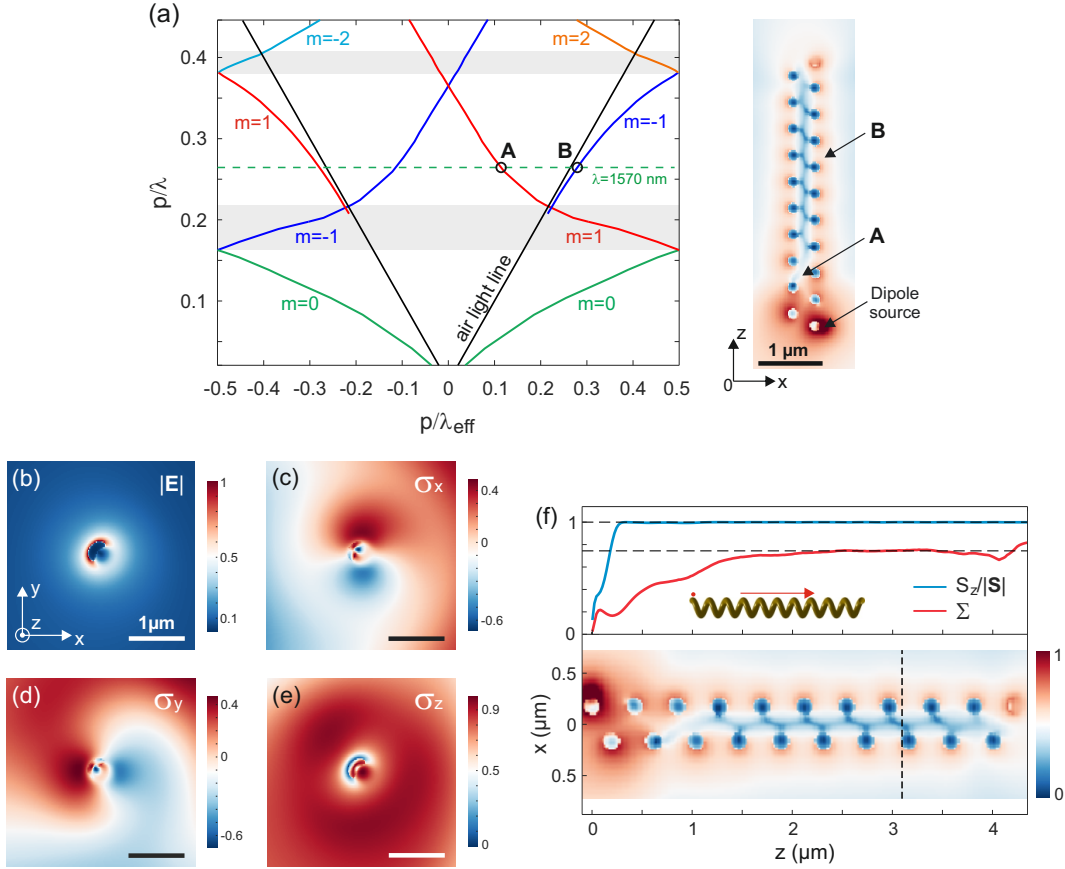 (a)
p/λ
0.4
0.3
0.2
0.1
m=-2
m=2
m=1
m=-1
A
B
λ=1570 nm
m=-1
m=1
m=0
air light line
m=0
-0.5 -0.4 -0.3 -0.2 -0.1 0 0.1 0.2 0.3 0.4 0.5
p/λeff
B
A
Dipole
source
z
1 µm
0
x
(b)
|E|
y
z
x
1µm
1
0.5
0.1
(c)
σx
0.4
0
-0.6
(d)
σy
0.4
0
-0.6
(e)
σz
0.9
0.5
0
(f)
1
0
Sz/|S|
Σ
x (µm)
0.5
0
0.5
0 1 2 3 4
z (µm)
1
0